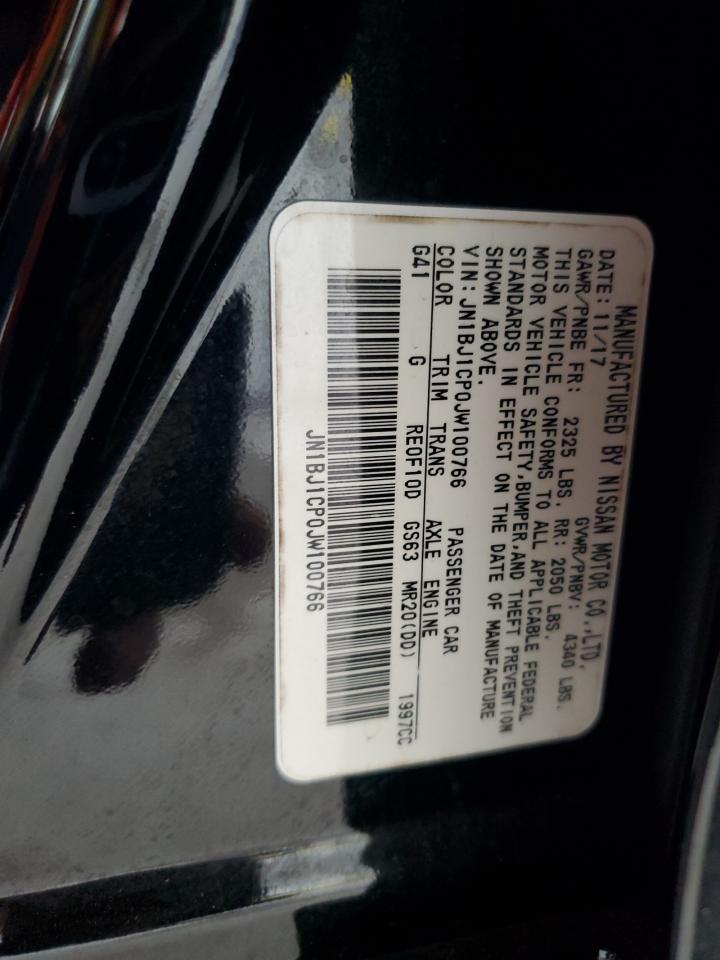 MANUFACTURED BY NISSAN MOTOR CO.,LTD.
DATE: 11/17 GVWR/PNBV: 4340 LBS.
GAWR/PNBE FR: 2325 LBS. RR: 2050 LBS.
THIS VEHICLE CONFORMS TO ALL APPLICABLE FEDERAL
MOTOR VEHICLE SAFETY,BUMPER,AND THEFT PREVENTION
STANDARDS IN EFFECT ON THE DATE OF MANUFACTURE
SHOWN ABOVE.
VIN: JN1BJ1CP0JW100766 PASSENGER CAR
COLOR TRIM TRANS AXLE ENGINE
G41 G RE0F10D GS63 MR20(DD) 1997CC
JN1BJ1CP0JW100766